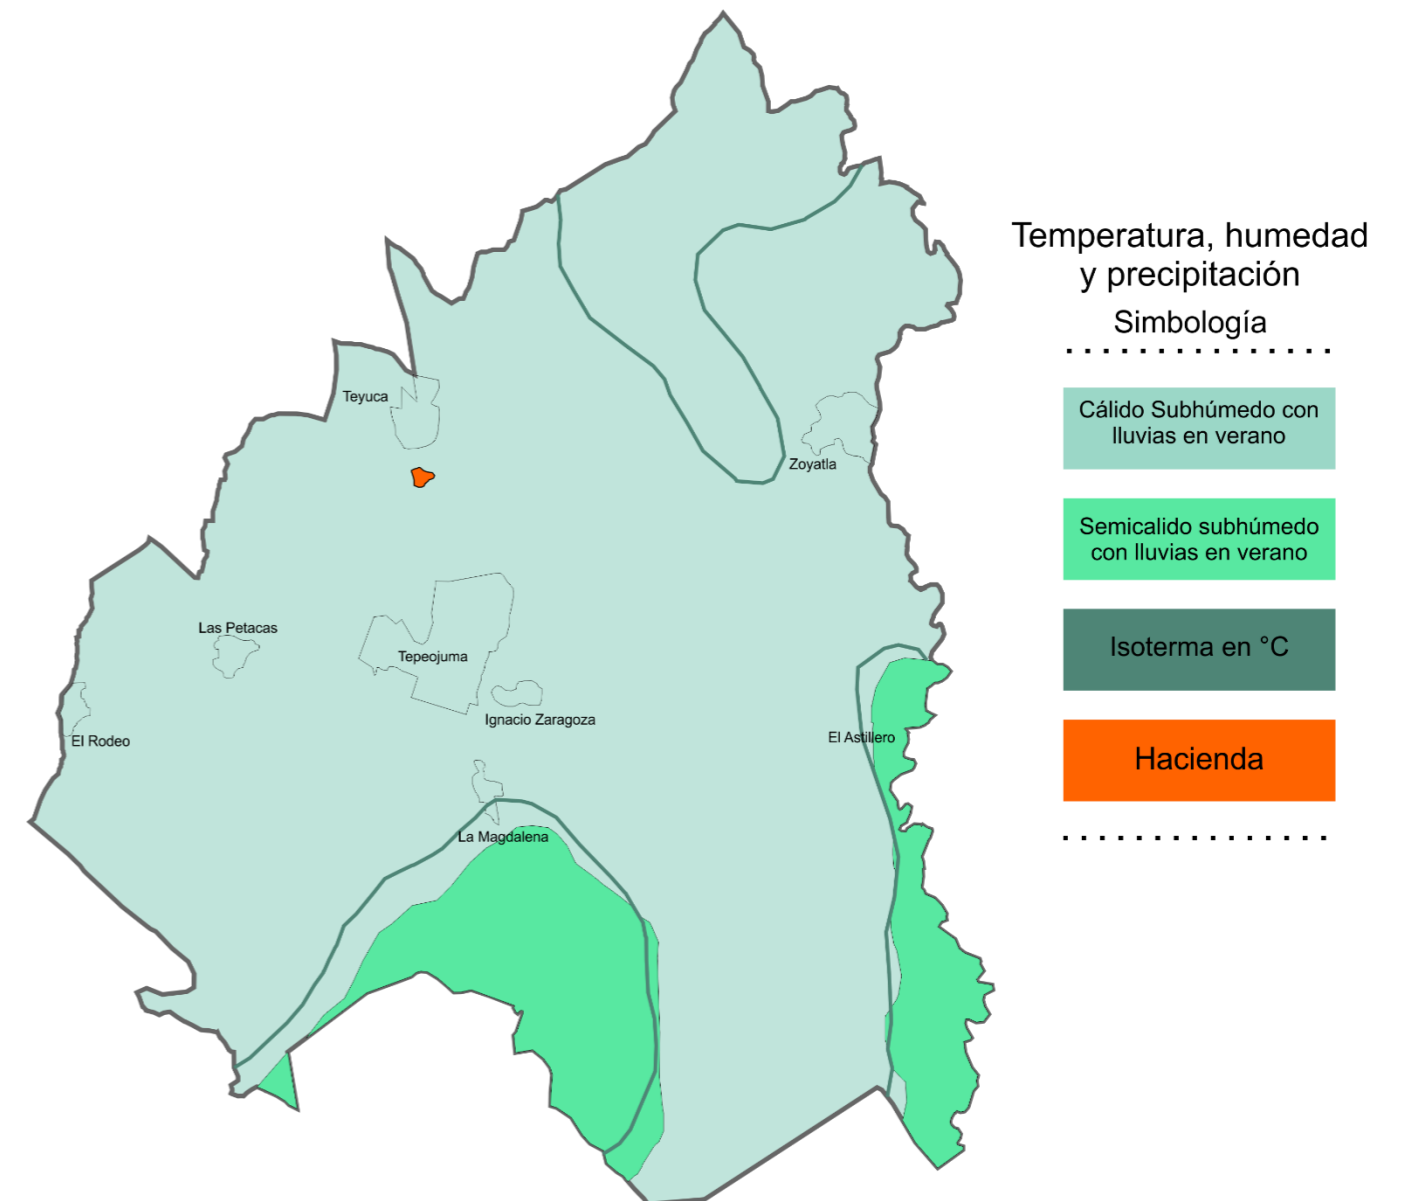 Temperatura, humedad
y precipitación
Simbología
Cálido Subhúmedo con
lluvias en verano
Semicalido subhúmedo
con lluvias en verano
Isoterma en °C
Hacienda
Teyuca
Zoyatla
Las Petacas
Tepeojuma
Ignacio Zaragoza
El Rodeo
El Astillero
La Magdalena